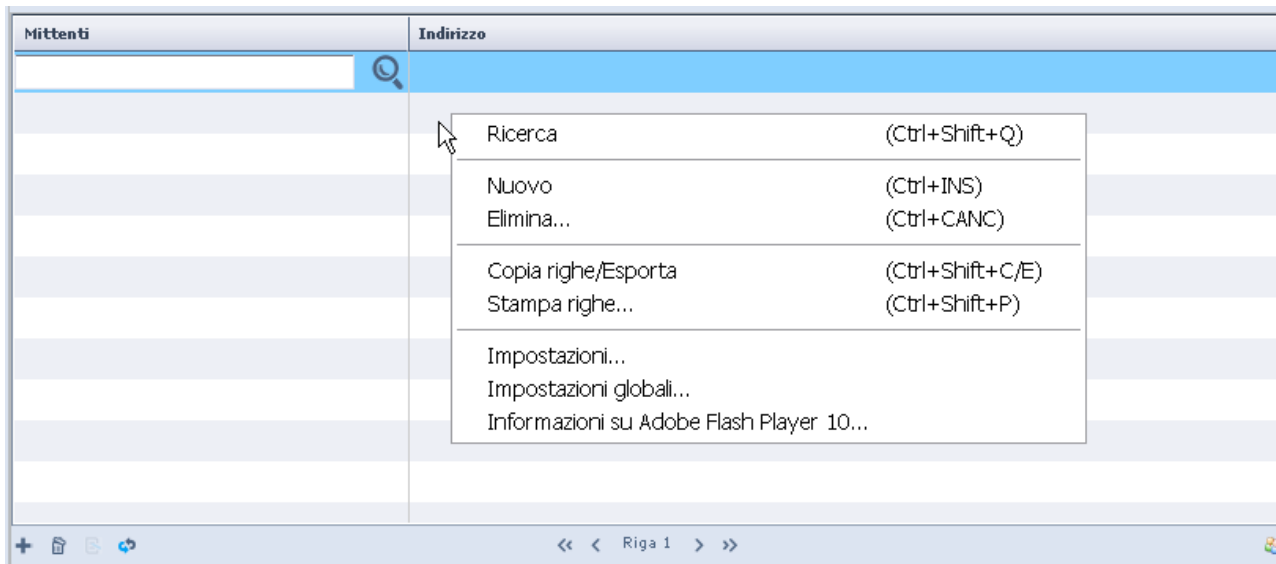 Mittenti Indirizzo
Ricerca (Ctrl+Shift+Q)
Nuovo (Ctrl+INS)
Elimina... (Ctrl+CANC)
Copia righe/Esporta (Ctrl+Shift+C/E)
Stampa righe... (Ctrl+Shift+P)
Impostazioni...
Impostazioni globali...
Informazioni su Adobe Flash Player 10...
Riga 1